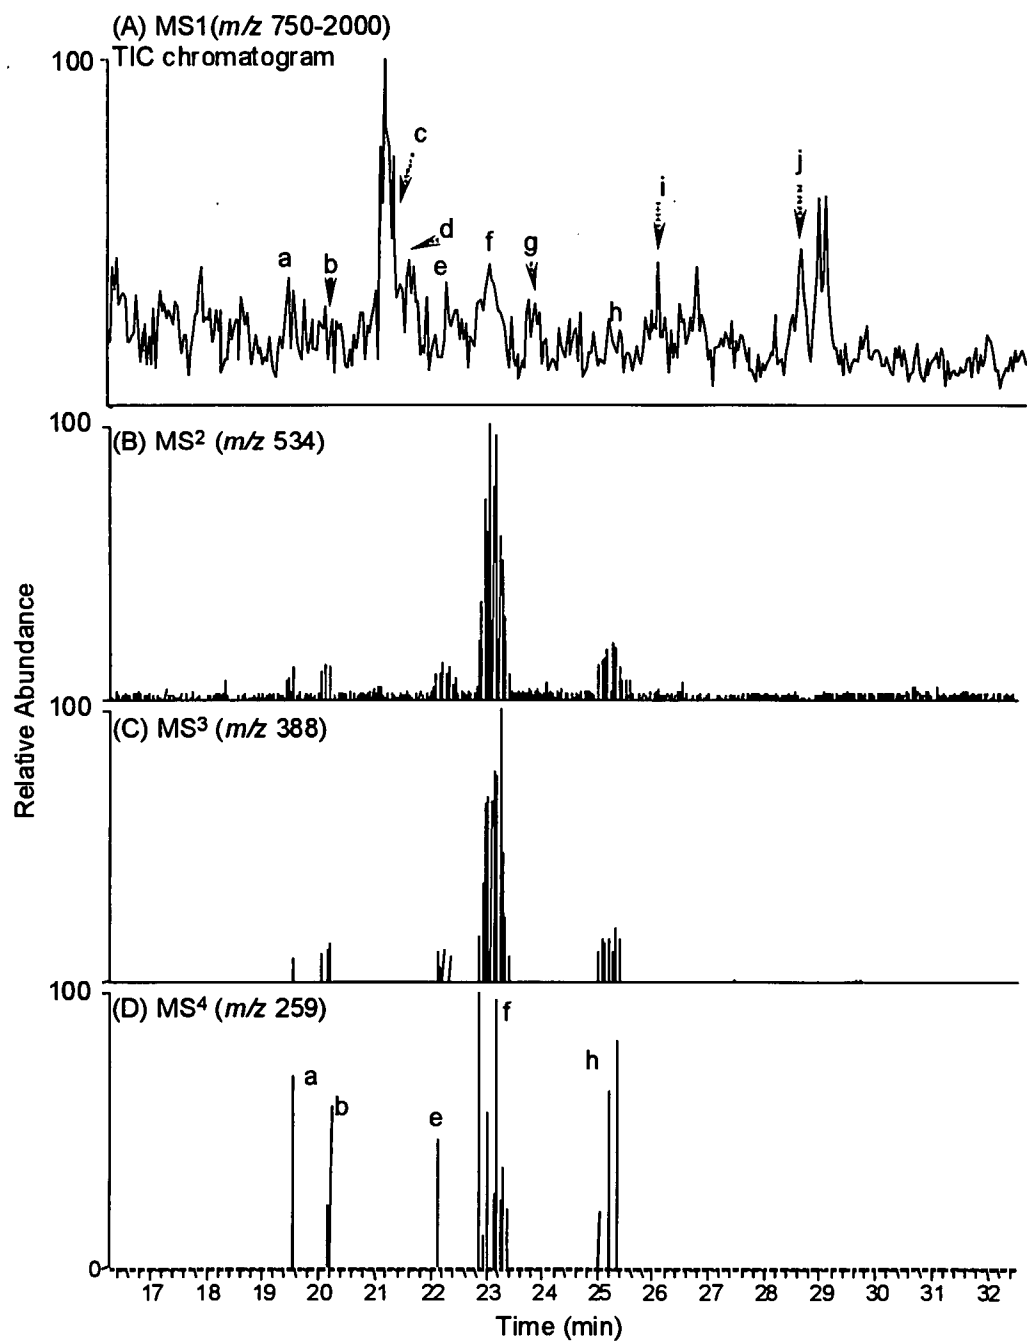 (A) MS1(m/z 750-2000)
TIC chromatogram
100
c
d
a
b
e
f
g
h
i
j
100
(B) MS² (m/z 534)
100
(C) MS³ (m/z 388)
100
(D) MS⁴ (m/z 259)
a
b
e
f
h
0
17 18 19 20 21 22 23 24 25 26 27 28 29 30 31 32
Time (min)
Relative Abundance